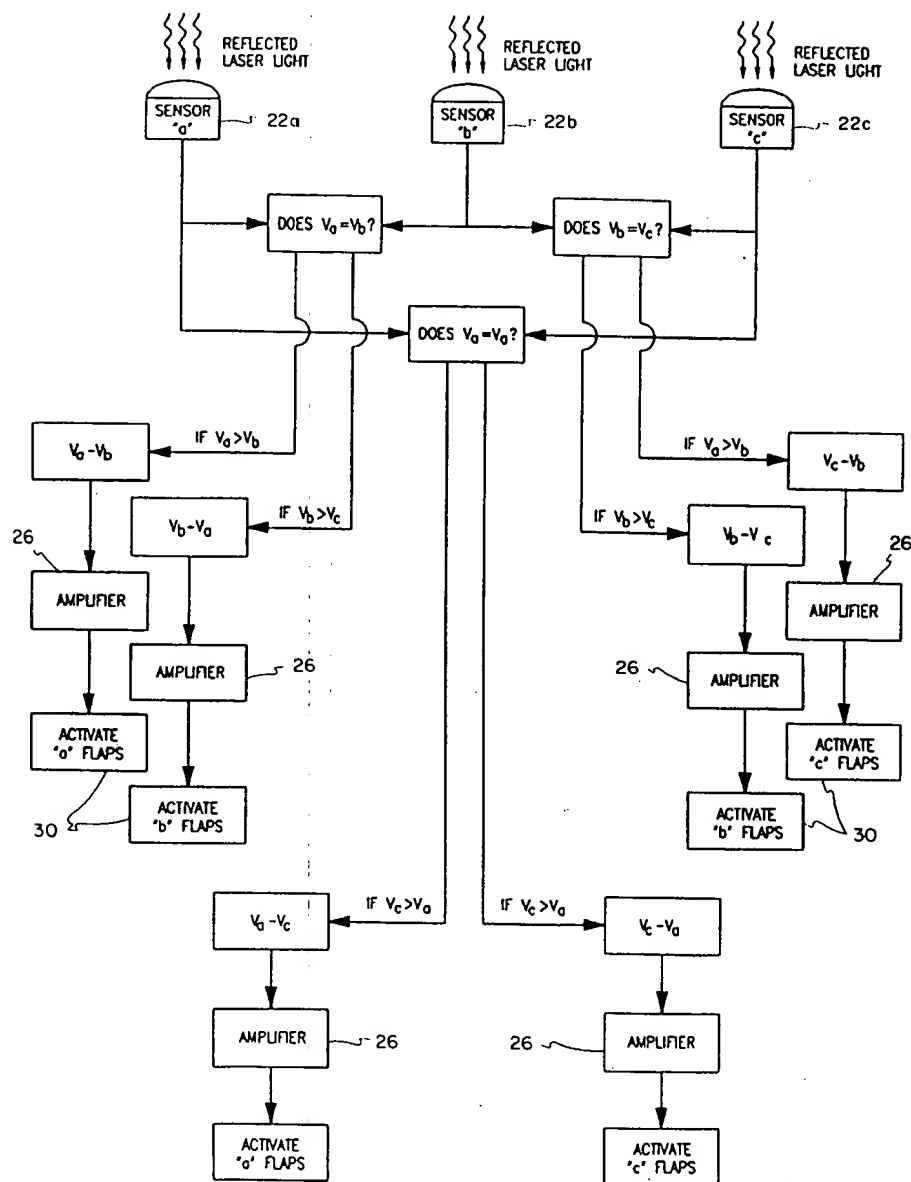 REFLECTED
LASER LIGHT
REFLECTED
LASER LIGHT
REFLECTED
LASER LIGHT
SENSOR
"a"
22a
SENSOR
"b"
22b
SENSOR
"c"
22c
DOES Va=Vb?
DOES Vb=Vc?
DOES Va=Va?
IF Va>Vb
Va-Vb
IF Vb>Vc
Vb-Va
IF Va>Vb
Vc-Vb
IF Vb>Vc
Vb-Vc
26
AMPLIFIER
AMPLIFIER
26
26
AMPLIFIER
26
AMPLIFIER
ACTIVATE
"a" FLAPS
ACTIVATE
"b" FLAPS
30
ACTIVATE
"c" FLAPS
ACTIVATE
"b" FLAPS
30
IF Vc>Va
Va-Vc
IF Vc>Va
Vc-Va
AMPLIFIER
26
26
AMPLIFIER
ACTIVATE
"a" FLAPS
ACTIVATE
"c" FLAPS